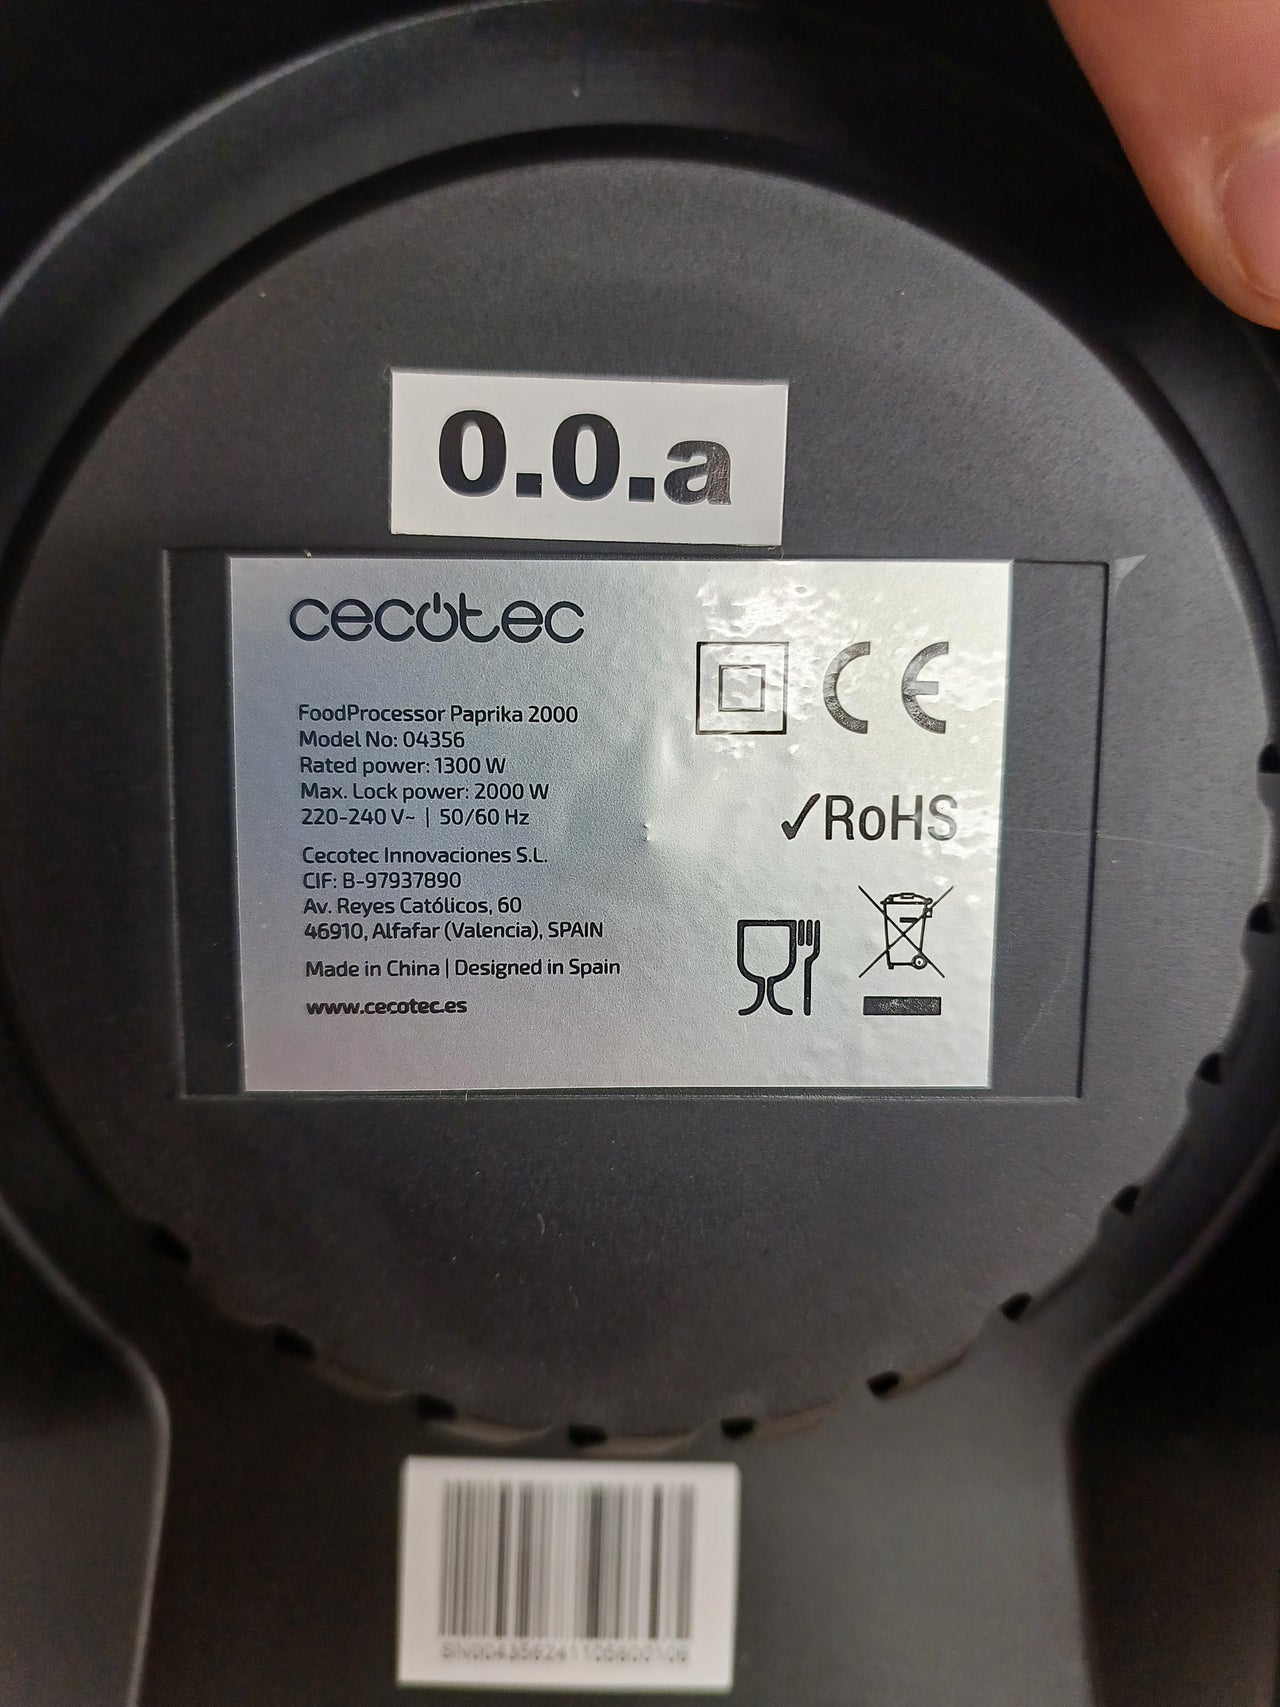 0.0.a
cecotec
CE
FoodProcessor Paprika 2000
Model No: 04356
Rated power: 1300 W
Max. Lock power: 2000 W
220-240 V~ | 50/60 Hz
✓RoHS
Cecotec Innovaciones S.L.
CIF: B-97937890
Av. Reyes Católicos, 60
46910, Alfafar (Valencia), SPAIN
Made in China | Designed in Spain
www.cecotec.es